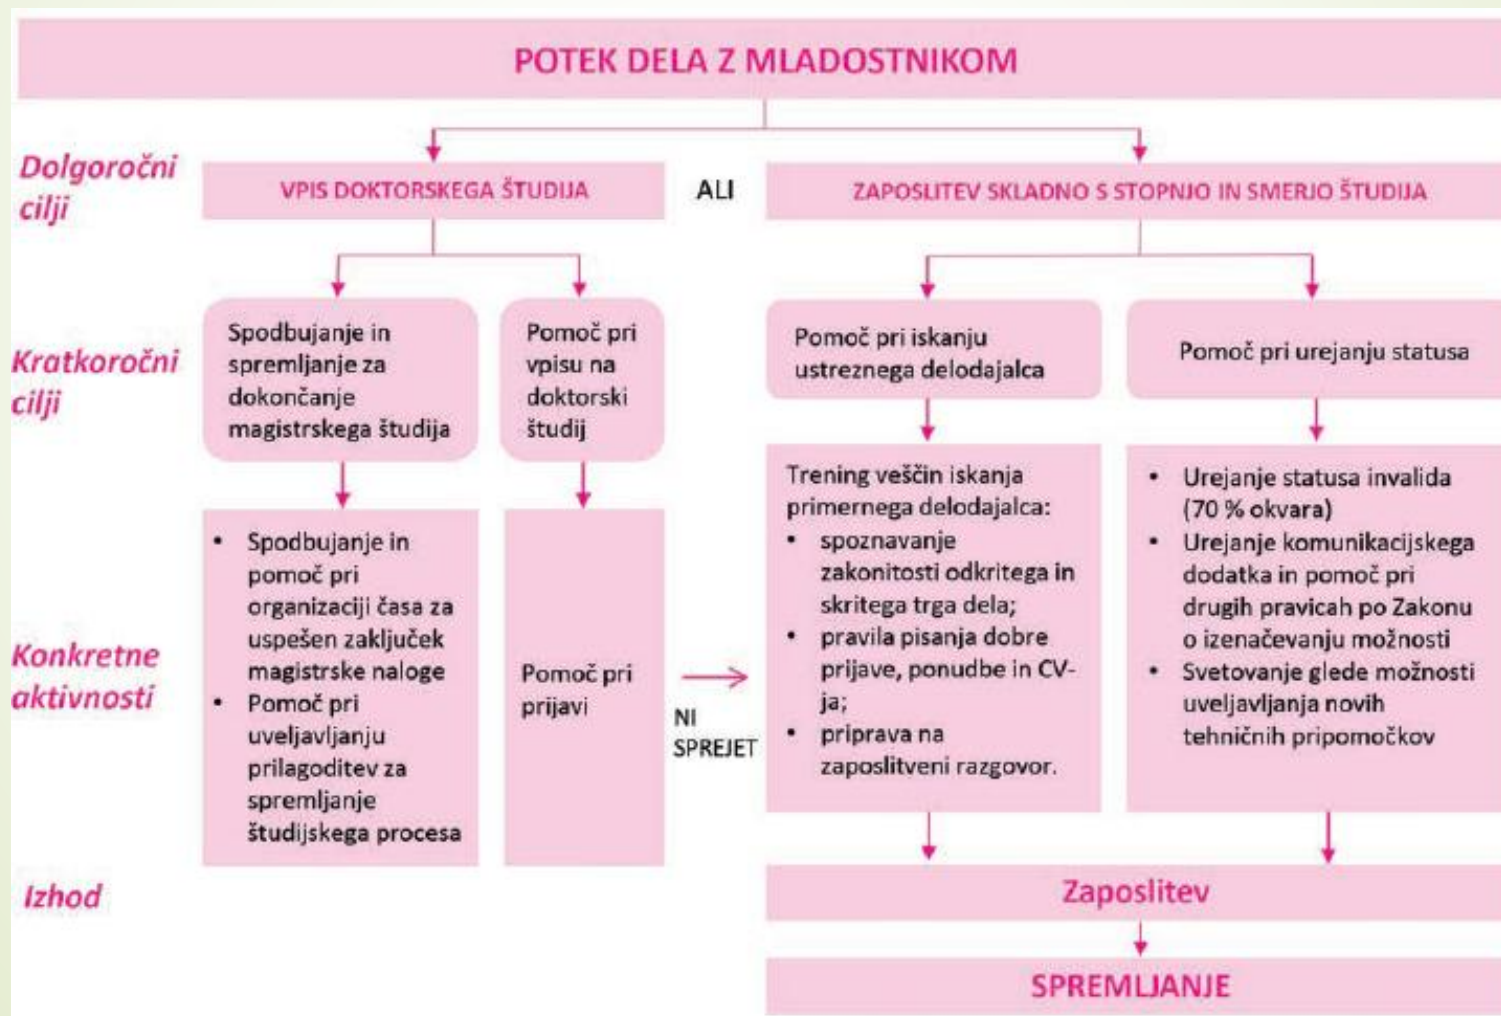 POTEK DELA Z MLADOSTNIKOM
Dolgoročni
cilji
VPIS DOKTORSKEGA ŠTUDIJA
ALI
ZAPOSLITEV SKLADNO S STOPNJO IN SMERJO ŠTUDIJA
Kratkoročni
cilji
Spodbujanje in
spremljanje za
dokončanje
magistrskega študija
Pomoč pri
vpisu na
doktorski
študij
Pomoč pri iskanju
ustreznega delodajalca
Pomoč pri urejanju statusa
Konkretne
aktivnosti
• Spodbujanje in
pomoč pri
organizaciji časa za
uspešen zaključek
magistrske naloge
• Pomoč pri
uveljavljanju
prilagoditev za
spremljanje
študijskega procesa
Pomoč pri
prijavi
NI
SPREJET
Trening veščin iskanja
primernega delodajalca:
• spoznavanje
zakonitosti odkritega in
skritega trga dela;
• pravila pisanja dobre
prijave, ponudbe in CV-
ja;
• priprava na
zaposlitveni razgovor.
• Urejanje statusa invalida
(70 % okvara)
• Urejanje komunikacijskega
dodatka in pomoč pri
drugih pravicah po Zakonu
o izenačevanju možnosti
• Svetovanje glede možnosti
uveljavljanja novih
tehničnih pripomočkov
Izhod
Zaposlitev
SPREMLJANJE